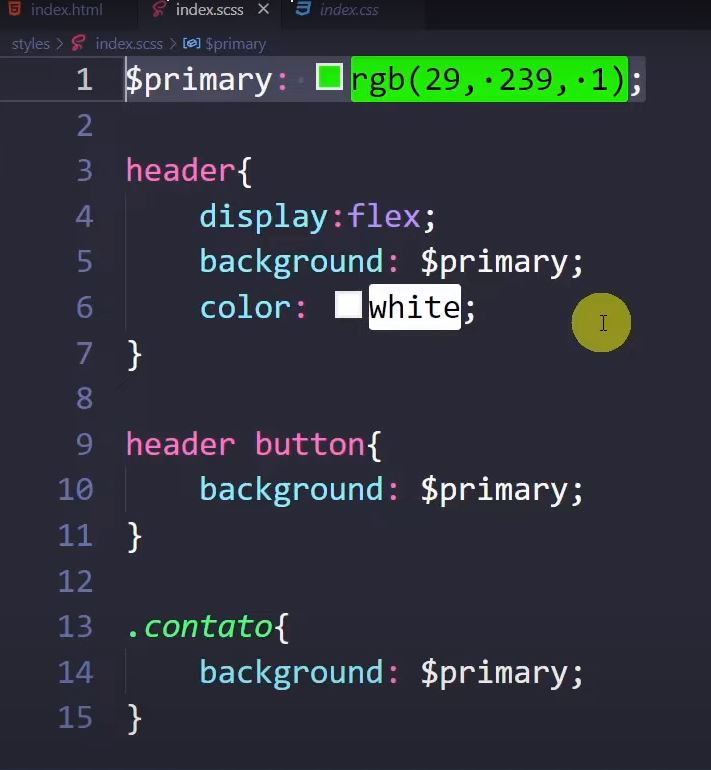 index.html index.scss index.css
styles > index.scss > $primary
1 $primary: rgb(29, 239, 1);
2
3 header{
4 display:flex;
5 background: $primary;
6 color: white;
7 }
8
9 header button{
10 background: $primary;
11 }
12
13 .contato{
14 background: $primary;
15 }